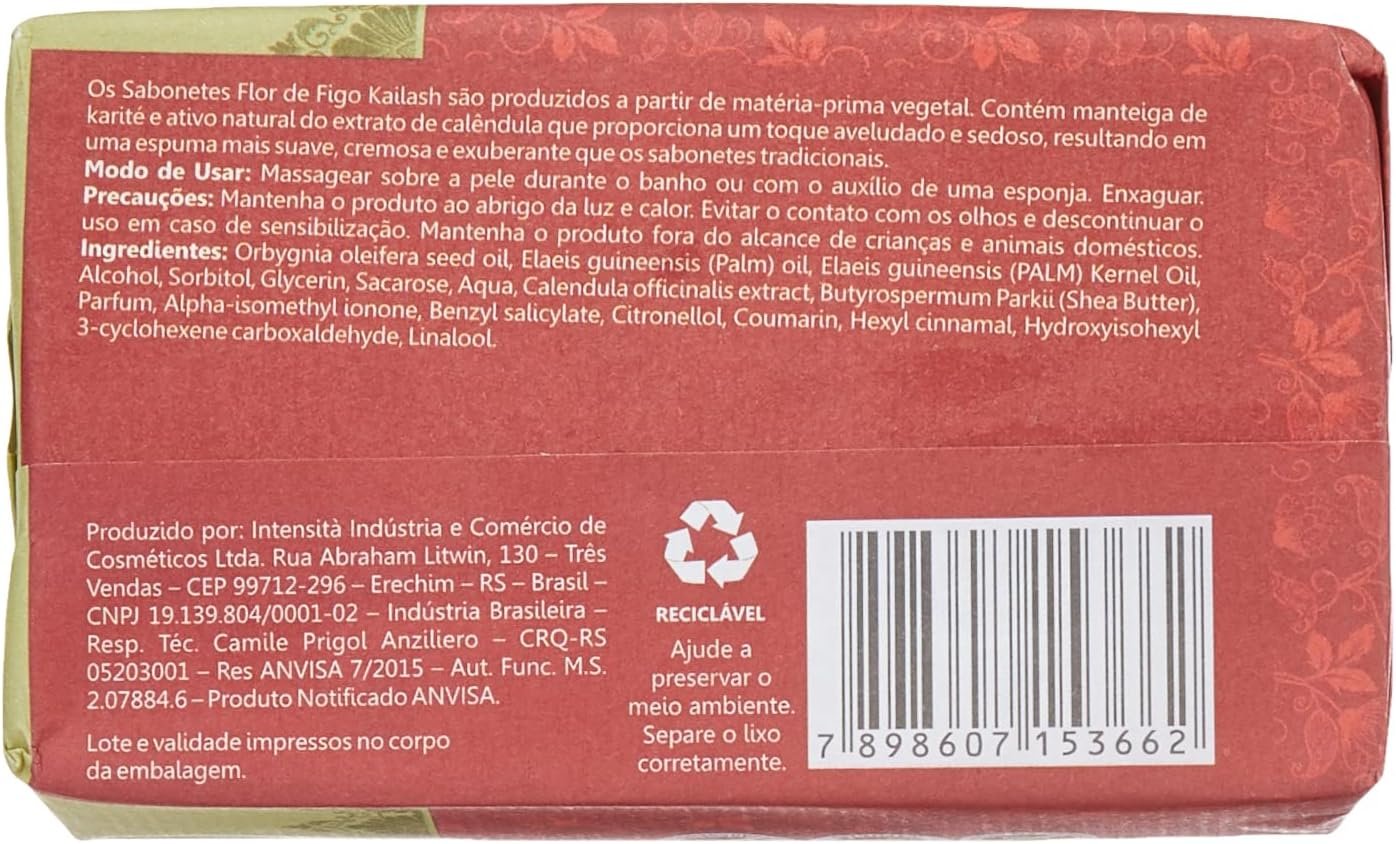 Os Sabonetes Flor de Figo Kailash são produzidos a partir de matéria-prima vegetal. Contém manteiga de
karité e ativo natural do extrato de calêndula que proporciona um toque aveludado e sedoso, resultando em
uma espuma mais suave, cremosa e exuberante que os sabonetes tradicionais.
Modo de Usar: Massagear sobre a pele durante o banho ou com o auxílio de uma esponja. Enxaguar.
Precauções: Mantenha o produto ao abrigo da luz e calor. Evitar o contato com os olhos e descontinuar o
uso em caso de sensibilização. Mantenha o produto fora do alcance de crianças e animais domésticos.
Ingredientes: Orbygnia oleifera seed oil, Elaeis guineensis (Palm) oil, Elaeis guineensis (PALM) Kernel Oil,
Alcohol, Sorbitol, Glycerin, Sacarose, Aqua, Calendula officinalis extract, Butyrospermum Parkii (Shea Butter),
Parfum, Alpha-isomethyl ionone, Benzyl salicylate, Citronellol, Coumarin, Hexyl cinnamal, Hydroxyisohexyl
3-cyclohexene carboxaldehyde, Linalool.
Produzido por: Intensità Indústria e Comércio de
Cosméticos Ltda. Rua Abraham Litwin, 130 – Três
Vendas – CEP 99712-296 – Erechim – RS – Brasil –
CNPJ 19.139.804/0001-02 – Indústria Brasileira –
Resp. Téc. Camile Prigol Anziliero – CRQ-RS
05203001 – Res ANVISA 7/2015 – Aut. Func. M.S.
2.07884.6 – Produto Notificado ANVISA.
Lote e validade impressos no corpo
da embalagem.
RECICLÁVEL
Ajude a
preservar o
meio ambiente.
Separe o lixo
corretamente.
7 898607 153662